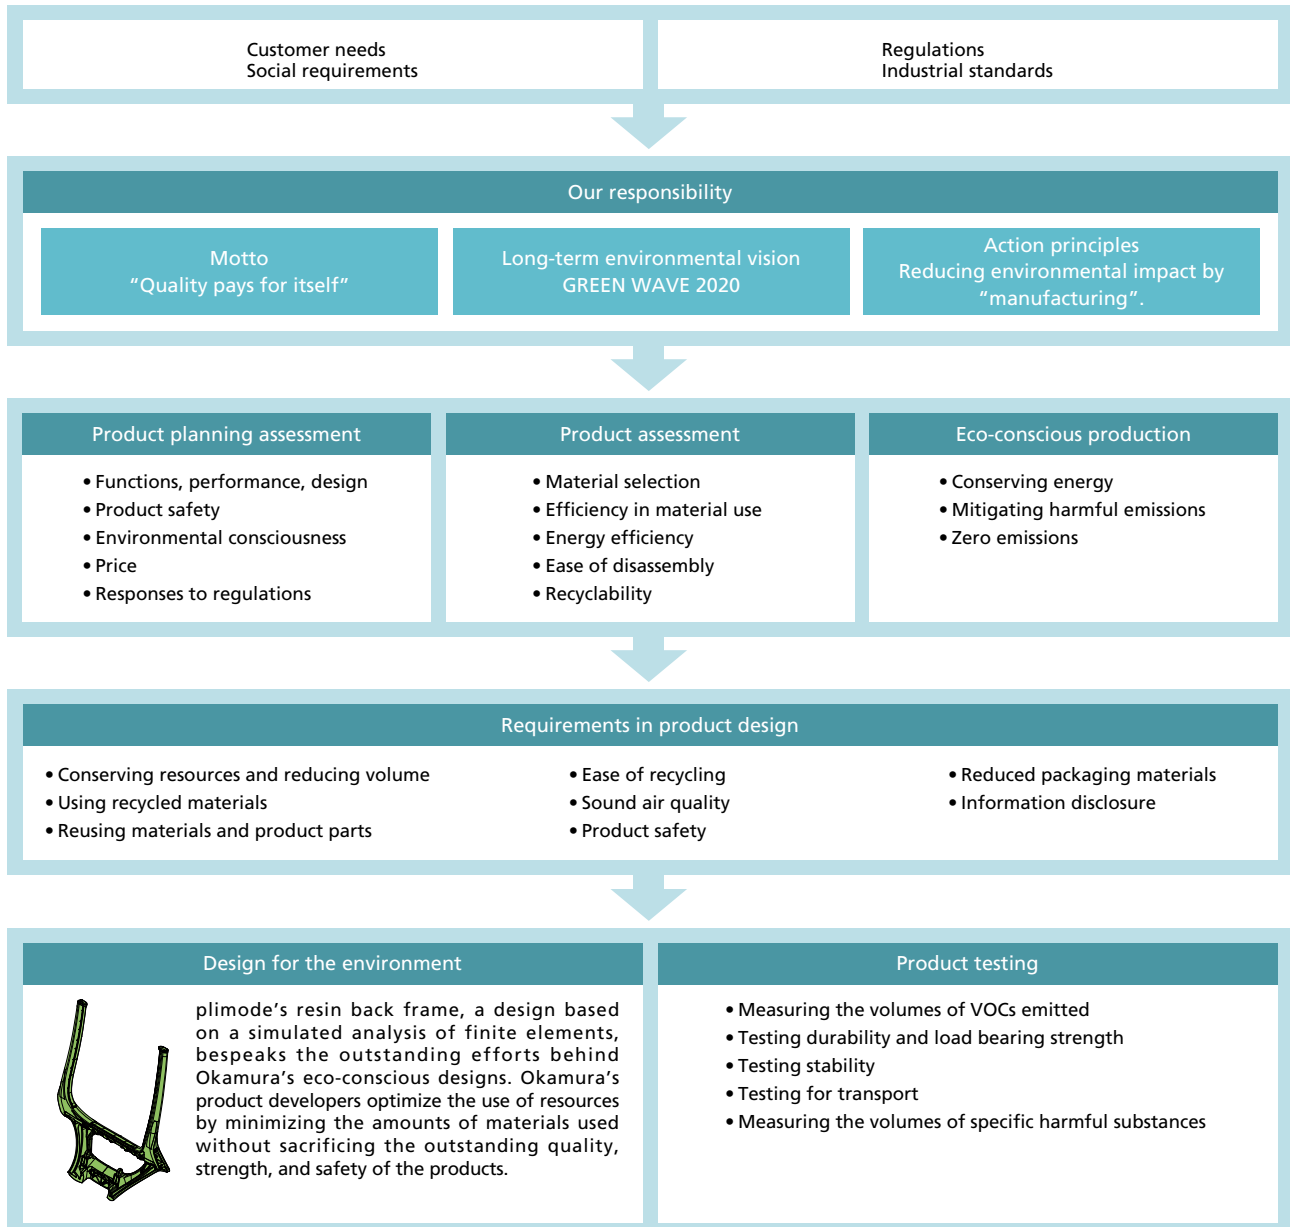 Customer needs
Social requirements
Regulations
Industrial standards
Our responsibility
Motto
“Quality pays for itself”
Long-term environmental vision
GREEN WAVE 2020
Action principles
Reducing environmental impact by
“manufacturing”.
Product planning assessment
• Functions, performance, design
• Product safety
• Environmental consciousness
• Price
• Responses to regulations
Product assessment
• Material selection
• Efficiency in material use
• Energy efficiency
• Ease of disassembly
• Recyclability
Eco-conscious production
• Conserving energy
• Mitigating harmful emissions
• Zero emissions
Requirements in product design
• Conserving resources and reducing volume
• Using recycled materials
• Reusing materials and product parts
• Ease of recycling
• Sound air quality
• Product safety
• Reduced packaging materials
• Information disclosure
Design for the environment
plimode’s resin back frame, a design based
on a simulated analysis of finite elements,
bespeaks the outstanding efforts behind
Okamura’s eco-conscious designs. Okamura’s
product developers optimize the use of resources
by minimizing the amounts of materials used
without sacrificing the outstanding quality,
strength, and safety of the products.
Product testing
• Measuring the volumes of VOCs emitted
• Testing durability and load bearing strength
• Testing stability
• Testing for transport
• Measuring the volumes of specific harmful substances